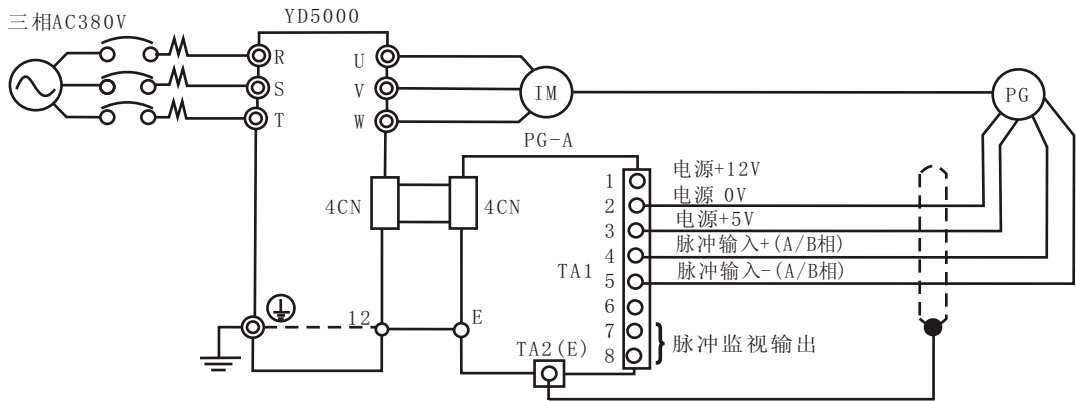 三相AC380V
YD5000
R
S
T
U
V
W
IM
PG
PG-A
4CN
4CN
1
2
3
4
5
6
7
8
TA1
电源+12V
电源 0V
电源+5V
脉冲输入+(A/B相)
脉冲输入-(A/B相)
}脉冲监视输出
12
E
TA2(E)